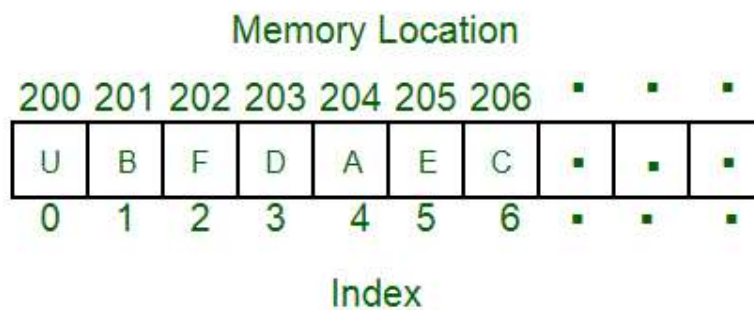 Memory Location
200 201 202 203 204 205 206 . . .
U B F D A E C . . .
0 1 2 3 4 5 6 . . .
Index